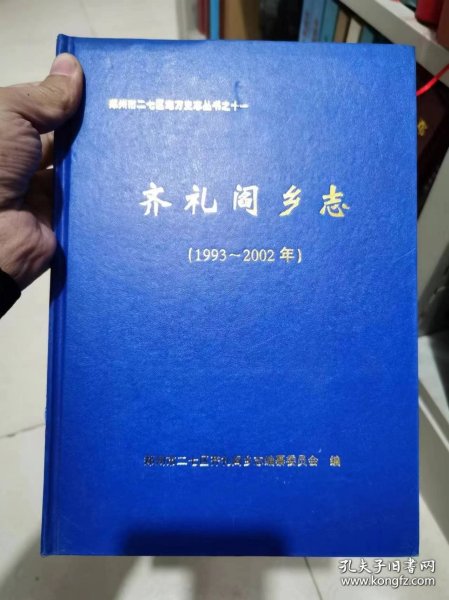 郑州市二七区地方史志丛书之十一
齐礼阎乡志
(1993～2002年)
郑州市二七区齐礼阎乡志编纂委员会 编
孔夫子旧书网
www.kongfz.com